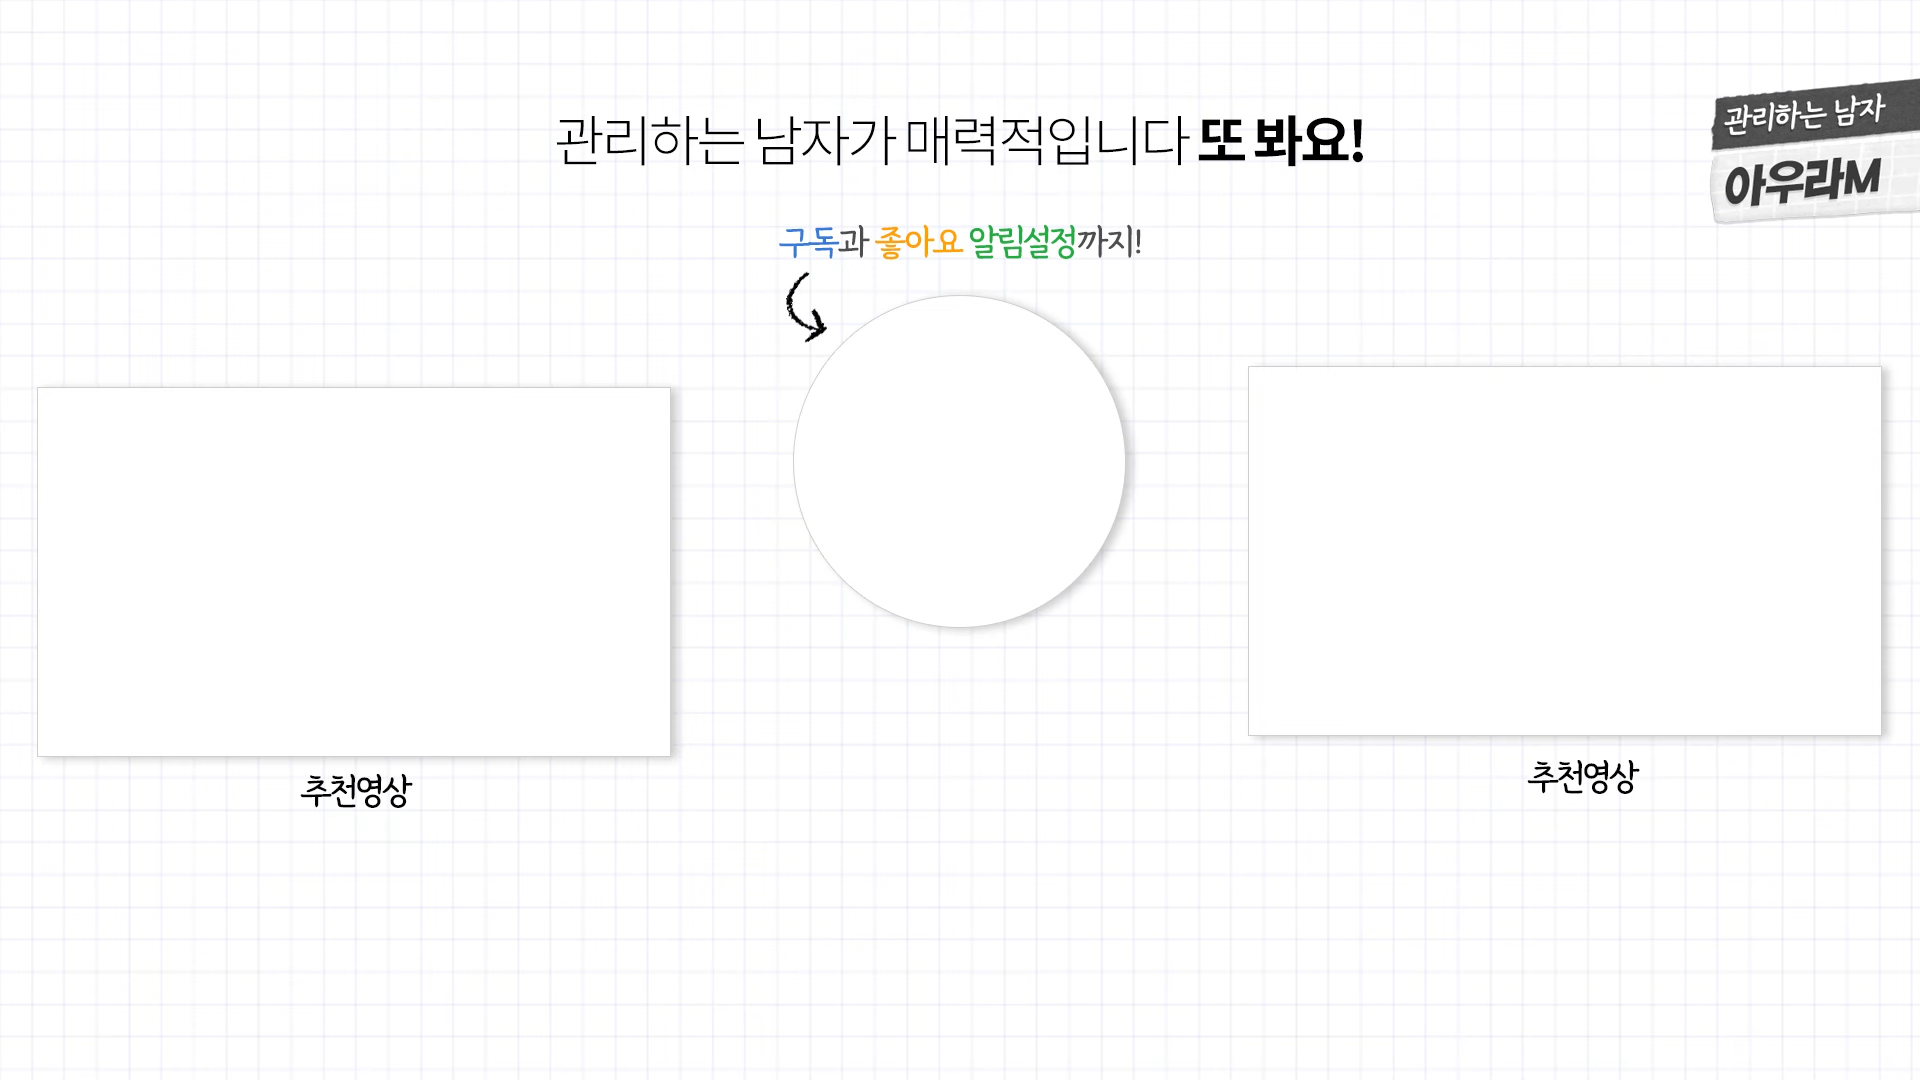 관리하는 남자가 매력적입니다 또 봐요!
관리하는 남자
아우라M
구독과 좋아요 알림설정까지!
추천영상
추천영상